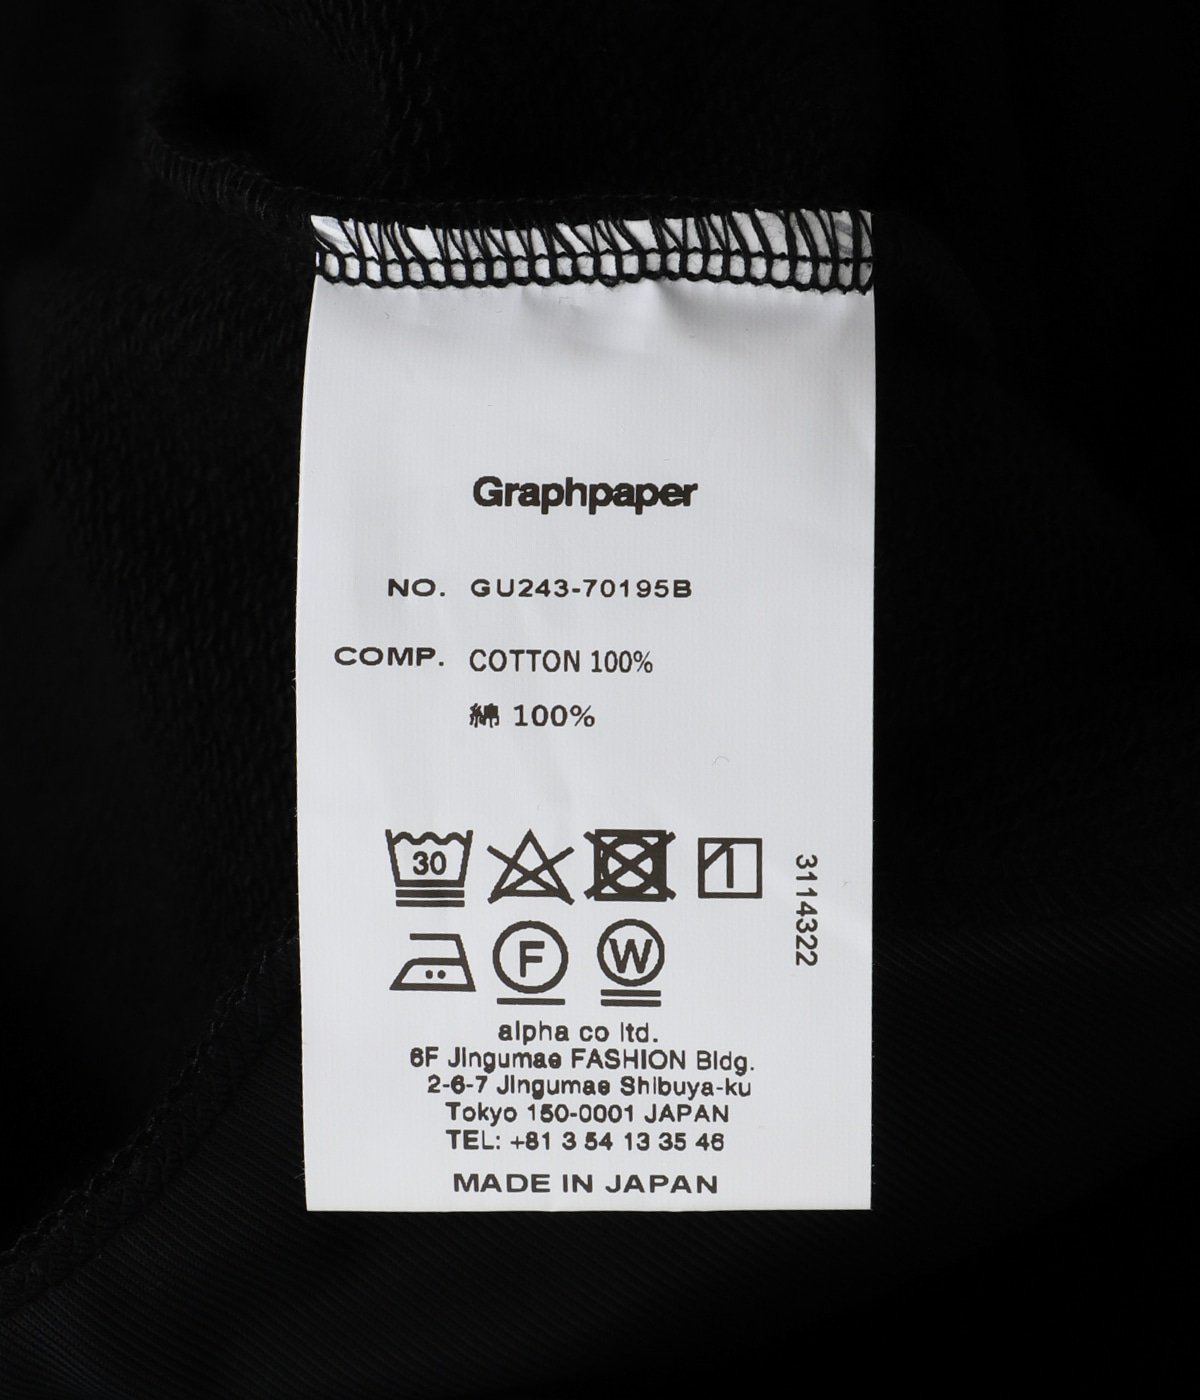 Graphpaper
NO. GU243-70195B
COMP. COTTON 100%
綿 100%
30
3114322
F W
alpha co ltd.
6F Jingumae FASHION Bldg.
2-6-7 Jingumae Shibuya-ku
Tokyo 150-0001 JAPAN
TEL: +81 3 54 13 35 46
MADE IN JAPAN